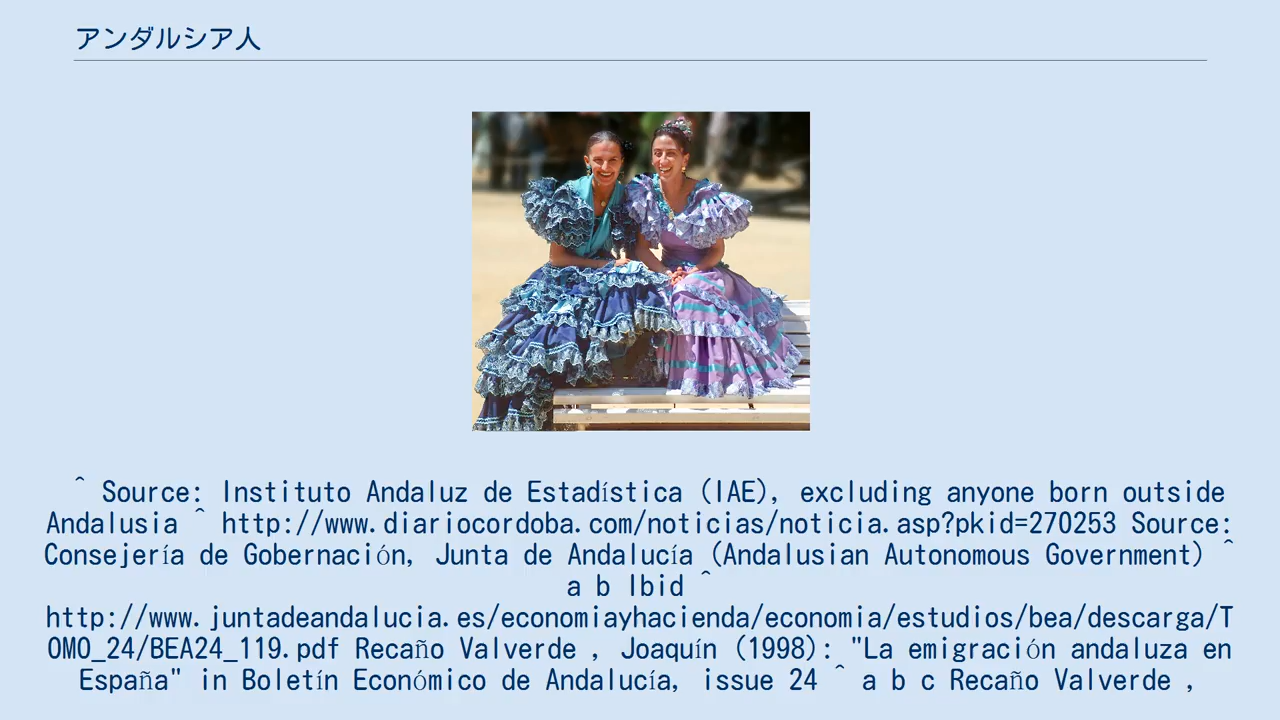 アンダルシア人
^ Source: Instituto Andaluz de Estadística (IAE), excluding anyone born outside
Andalusia ^ http://www.diariocordoba.com/noticias/noticia.asp?pkid=270253 Source:
Consejería de Gobernación, Junta de Andalucía (Andalusian Autonomous Government) ^
a b Ibid ^
http://www.juntadeandalucia.es/economiayhacienda/economia/estudios/bea/descarga/T
OMO_24/BEA24_119.pdf Recaño Valverde , Joaquín (1998): "La emigración andaluza en
España" in Boletín Económico de Andalucía, issue 24 ^ a b c Recaño Valverde ,